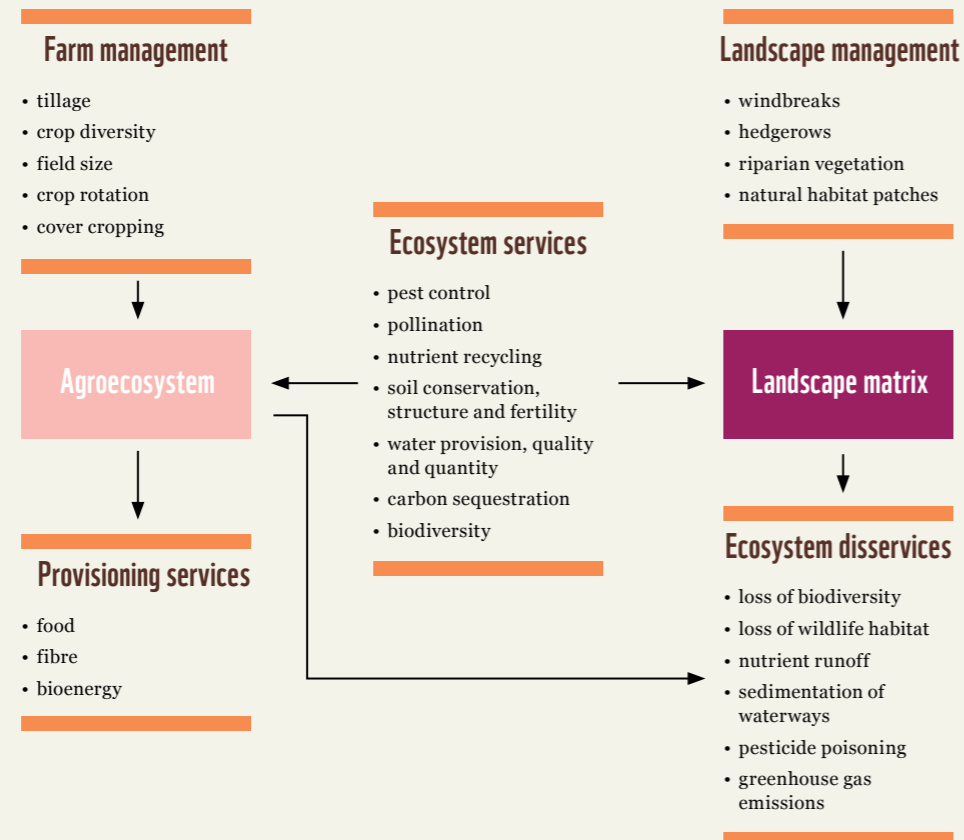 Farm management
• tillage
• crop diversity
• field size
• crop rotation
• cover cropping
Agroecosystem
Provisioning services
• food
• fibre
• bioenergy
Ecosystem services
• pest control
• pollination
• nutrient recycling
• soil conservation,
structure and fertility
• water provision, quality
and quantity
• carbon sequestration
• biodiversity
Landscape management
• windbreaks
• hedgerows
• riparian vegetation
• natural habitat patches
Landscape matrix
Ecosystem disservices
• loss of biodiversity
• loss of wildlife habitat
• nutrient runoff
• sedimentation of
waterways
• pesticide poisoning
• greenhouse gas
emissions